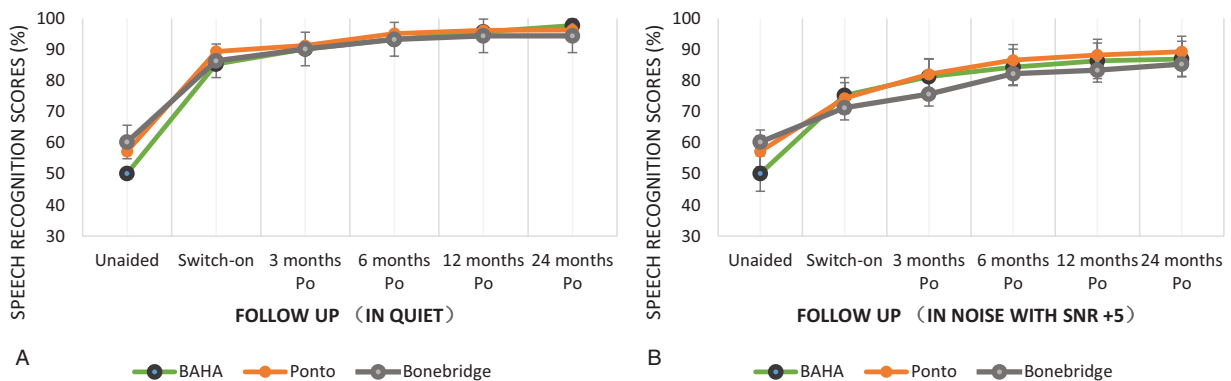 SPEECH RECOGNITION SCORES (%)
100
90
80
70
60
50
40
30
Unaided Switch-on 3 months 6 months 12 months 24 months
Po Po Po Po
FOLLOW UP （IN QUIET）
A
BAHA Ponto Bonebridge
SPEECH RECOGNITION SCORES (%)
100
90
80
70
60
50
40
30
Unaided Switch-on 3 months 6 months 12 months 24 months
Po Po Po Po
FOLLOW UP （IN NOISE WITH SNR +5）
B
BAHA Ponto Bonebridge